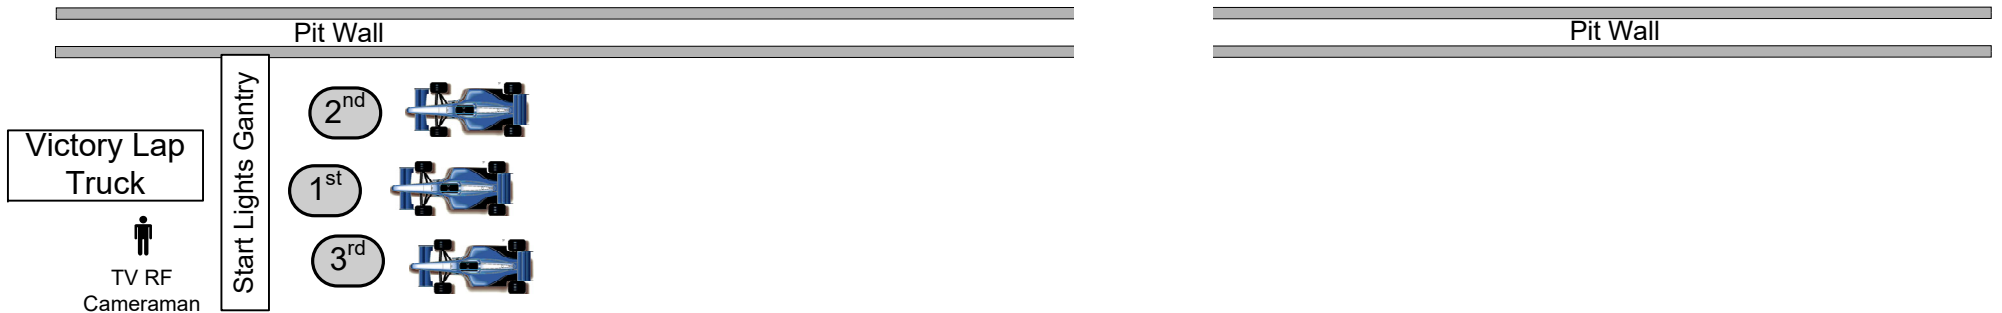 Pit Wall
Pit Wall
2nd
Victory Lap
Truck
Start Lights Gantry
1st
3rd
TV RF
Cameraman